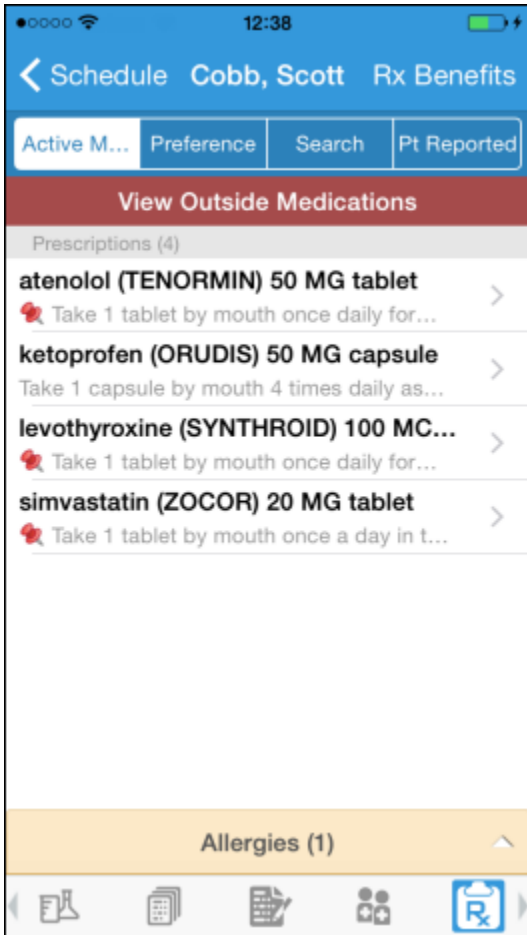 12:38
Schedule Cobb, Scott Rx Benefits
Active M... Preference Search Pt Reported
View Outside Medications
Prescriptions (4)
atenolol (TENORMIN) 50 MG tablet
Take 1 tablet by mouth once daily for...
ketoprofen (ORUDIS) 50 MG capsule
Take 1 capsule by mouth 4 times daily as...
levothyroxine (SYNTHROID) 100 MC...
Take 1 tablet by mouth once daily for...
simvastatin (ZOCOR) 20 MG tablet
Take 1 tablet by mouth once a day in t...
Allergies (1)
Rx